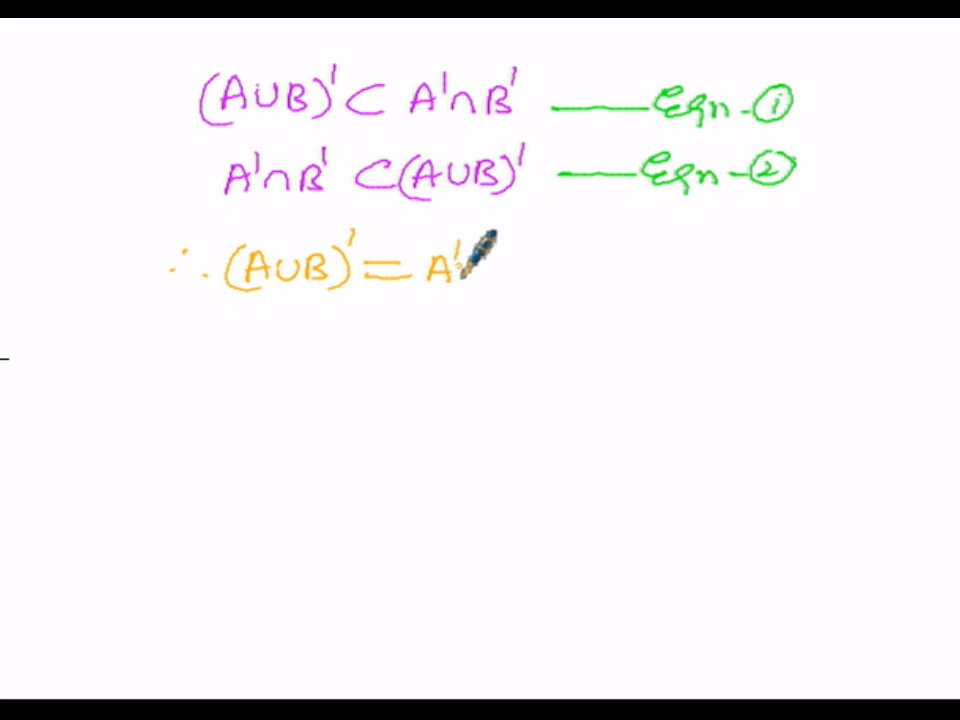 (A∪B)' ⊂ A'∩B' —— Eqn-①
A'∩B' ⊂ (A∪B)' —— Eqn-②
∴ (A∪B)' = A'